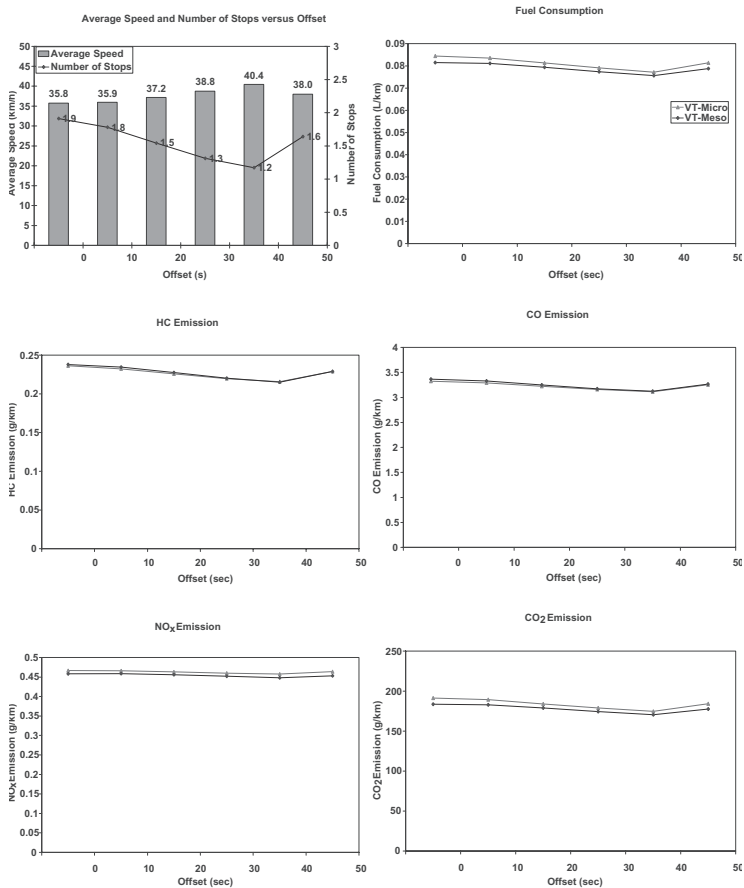 Average Speed and Number of Stops versus Offset
Average Speed
Number of Stops
50
45
40
35
30
25
20
15
10
5
0
3
2.5
2
1.5
1
0.5
0
35.8
35.9
37.2
38.8
40.4
38.0
1.9
1.8
1.5
1.3
1.2
1.6
Average Speed (km/h)
Number of Stops
0 10 20 30 40 50
Offset (s)
Fuel Consumption
0.09
0.08
0.07
0.06
0.05
0.04
0.03
0.02
0.01
0
VT-Micro
VT-Meso
Fuel Consumption (L/km)
0 10 20 30 40 50
Offset (sec)
HC Emission
0.25
0.2
0.15
0.1
0.05
0
HC Emission (g/km)
0 10 20 30 40 50
Offset (sec)
CO Emission
4
3.5
3
2.5
2
1.5
1
0.5
0
CO Emission (g/km)
0 10 20 30 40 50
Offset (sec)
NOx Emission
0.5
0.45
0.4
0.35
0.3
0.25
0.2
0.15
0.1
0.05
0
NOx Emission (g/km)
0 10 20 30 40 50
Offset (sec)
CO2 Emission
250
200
150
100
50
0
CO2 Emission (g/km)
0 10 20 30 40 50
Offset (sec)